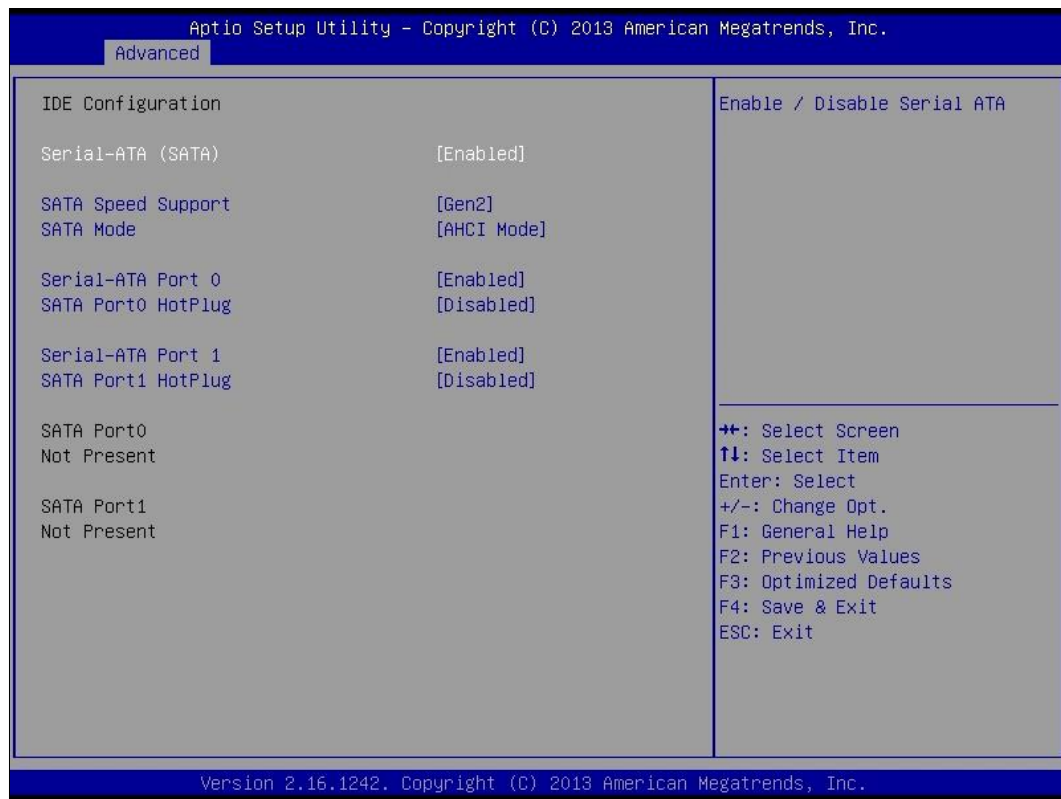 Aptio Setup Utility – Copyright (C) 2013 American Megatrends, Inc.
Advanced
IDE Configuration
Serial-ATA (SATA) [Enabled]
SATA Speed Support [Gen2]
SATA Mode [AHCI Mode]
Serial-ATA Port 0 [Enabled]
SATA Port0 HotPlug [Disabled]
Serial-ATA Port 1 [Enabled]
SATA Port1 HotPlug [Disabled]
SATA Port0
Not Present
SATA Port1
Not Present
Enable / Disable Serial ATA
→←: Select Screen
↑↓: Select Item
Enter: Select
+/-: Change Opt.
F1: General Help
F2: Previous Values
F3: Optimized Defaults
F4: Save & Exit
ESC: Exit
Version 2.16.1242. Copyright (C) 2013 American Megatrends, Inc.